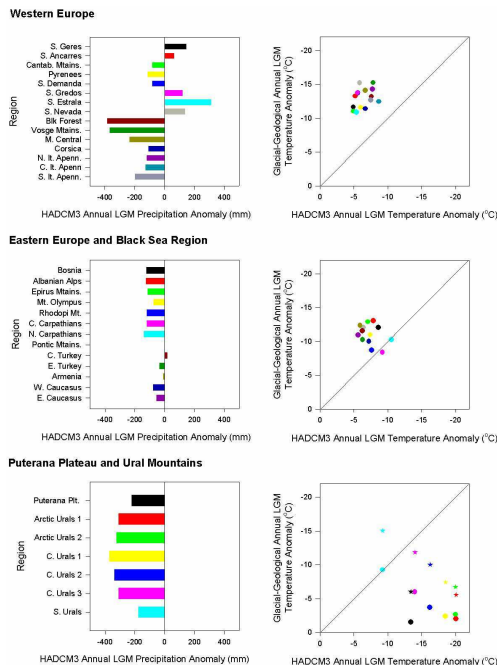 Western Europe
S. Geres
S. Ancarres
Cantab. Mtains.
Pyrenees
S. Demanda
S. Gredos
S. Estrala
S. Nevada
Blk Forest
Vosge Mtains.
M. Central
Corsica
N. It. Apenn.
C. It. Apenn.
S. It. Apenn.
Region
-400 -200 0 200 400
HADCM3 Annual LGM Precipitation Anomaly (mm)
Glacial-Geological Annual LGM
Temperature Anomaly (⁰C)
-20
-15
-10
-5
0
0 -5 -10 -15 -20
HADCM3 Annual LGM Temperature Anomaly (⁰C)
Eastern Europe and Black Sea Region
Bosnia
Albanian Alps
Epirus Mtains.
Mt. Olympus
Rhodopi Mt.
C. Carpathians
N. Carpathians
Pontic Mtains.
C. Turkey
E. Turkey
Armenia
W. Caucasus
E. Caucasus
Region
-400 -200 0 200 400
HADCM3 Annual LGM Precipitation Anomaly (mm)
Glacial-Geological Annual LGM
Temperature Anomaly (⁰C)
-20
-15
-10
-5
0
0 -5 -10 -15 -20
HADCM3 Annual LGM Temperature Anomaly (⁰C)
Puterana Plateau and Ural Mountains
Puterana Plt.
Arctic Urals 1
Arctic Urals 2
C. Urals 1
C. Urals 2
C. Urals 3
S. Urals
Region
-400 -200 0 200 400
HADCM3 Annual LGM Precipitation Anomaly (mm)
Glacial-Geological Annual LGM
Temperature Anomaly (⁰C)
-20
-15
-10
-5
0
0 -5 -10 -15 -20
HADCM3 Annual LGM Temperature Anomaly (⁰C)